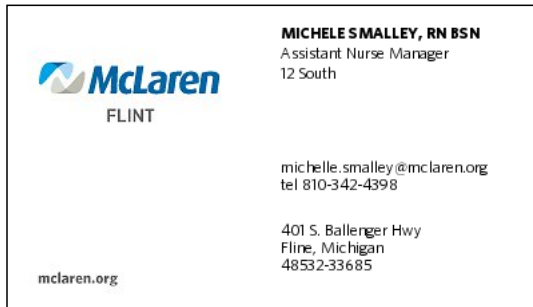 McLaren
FLINT
MICHELE SMALLEY, RN BSN
Assistant Nurse Manager
12 South
michelle.smalley@mclaren.org
tel 810-342-4398
401 S. Ballenger Hwy
Fline, Michigan
48532-33685
mclaren.org